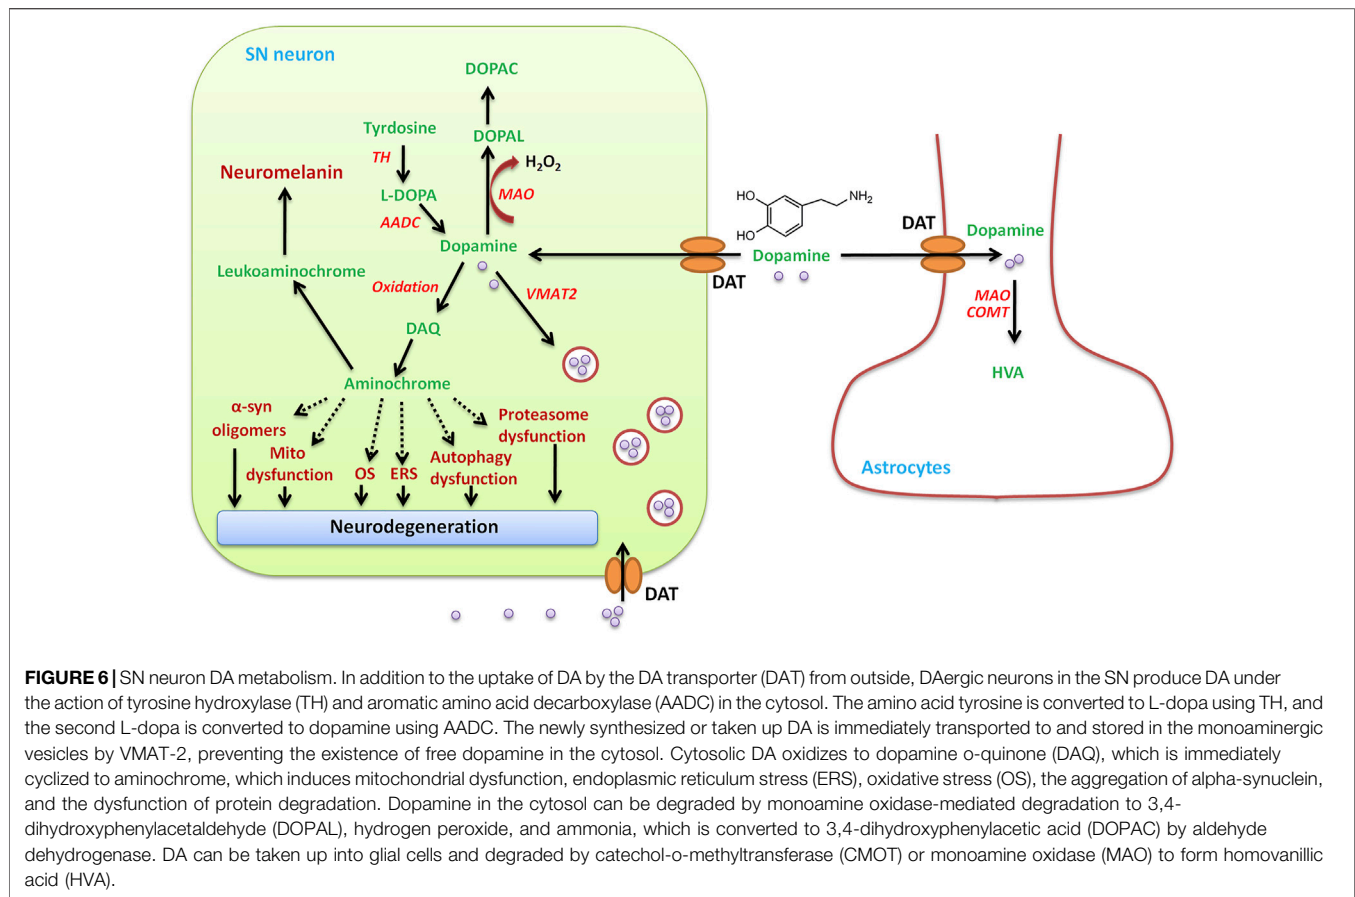 SN neuron
DOPAC
Tyrdosine
DOPAL
TH
H₂O₂
Neuromelanin
L-DOPA
MAO
AADC
Dopamine
HO
NH₂
HO
Dopamine
DAT
DAT
Dopamine
Leukoaminochrome
Oxidation
VMAT2
MAO
COMT
DAQ
HVA
Aminochrome
α-syn
oligomers
Mito
dysfunction
OS
ERS
Autophagy
dysfunction
Proteasome
dysfunction
Astrocytes
Neurodegeneration
DAT
FIGURE 6 | SN neuron DA metabolism. In addition to the uptake of DA by the DA transporter (DAT) from outside, DAergic neurons in the SN produce DA under
the action of tyrosine hydroxylase (TH) and aromatic amino acid decarboxylase (AADC) in the cytosol. The amino acid tyrosine is converted to L-dopa using TH, and
the second L-dopa is converted to dopamine using AADC. The newly synthesized or taken up DA is immediately transported to and stored in the monoaminergic
vesicles by VMAT-2, preventing the existence of free dopamine in the cytosol. Cytosolic DA oxidizes to dopamine o-quinone (DAQ), which is immediately
cyclized to aminochrome, which induces mitochondrial dysfunction, endoplasmic reticulum stress (ERS), oxidative stress (OS), the aggregation of alpha-synuclein,
and the dysfunction of protein degradation. Dopamine in the cytosol can be degraded by monoamine oxidase-mediated degradation to 3,4-
dihydroxyphenylacetaldehyde (DOPAL), hydrogen peroxide, and ammonia, which is converted to 3,4-dihydroxyphenylacetic acid (DOPAC) by aldehyde
dehydrogenase. DA can be taken up into glial cells and degraded by catechol-o-methyltransferase (CMOT) or monoamine oxidase (MAO) to form homovanillic
acid (HVA).